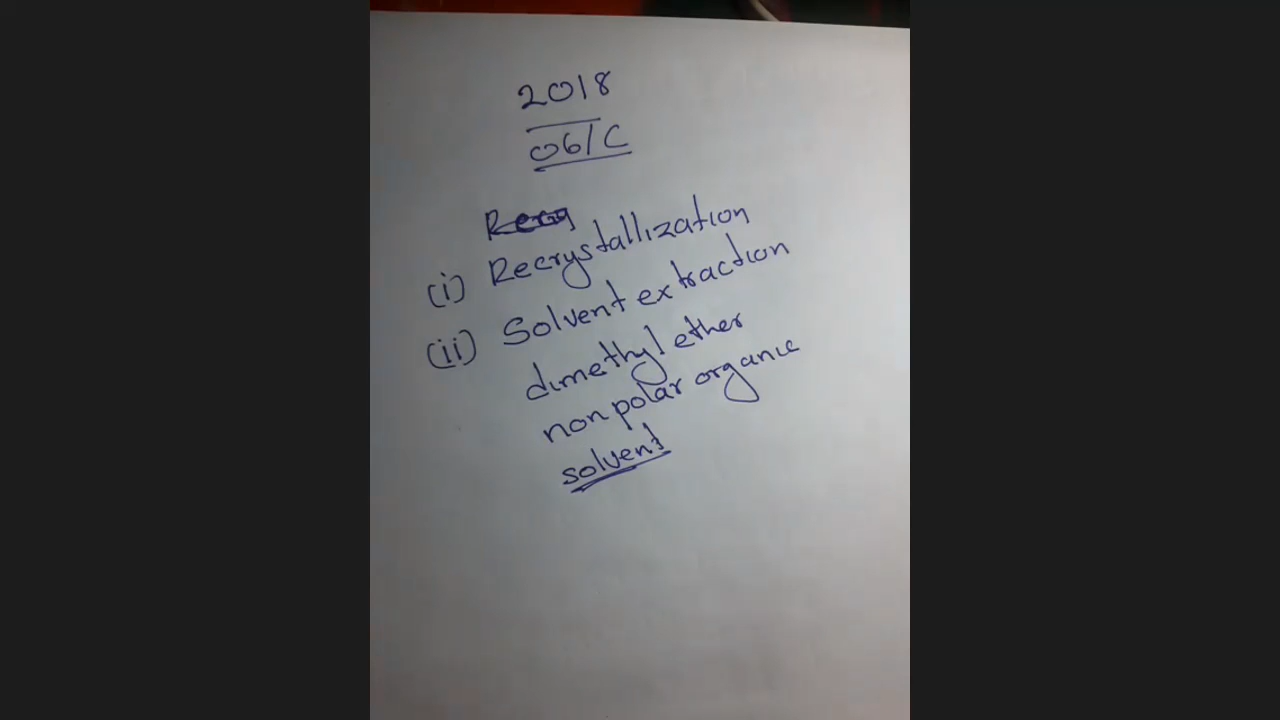 2018
06/C
(i) Recrystallization
(ii) Solvent extraction
dimethyl ether
non polar organic
solvent